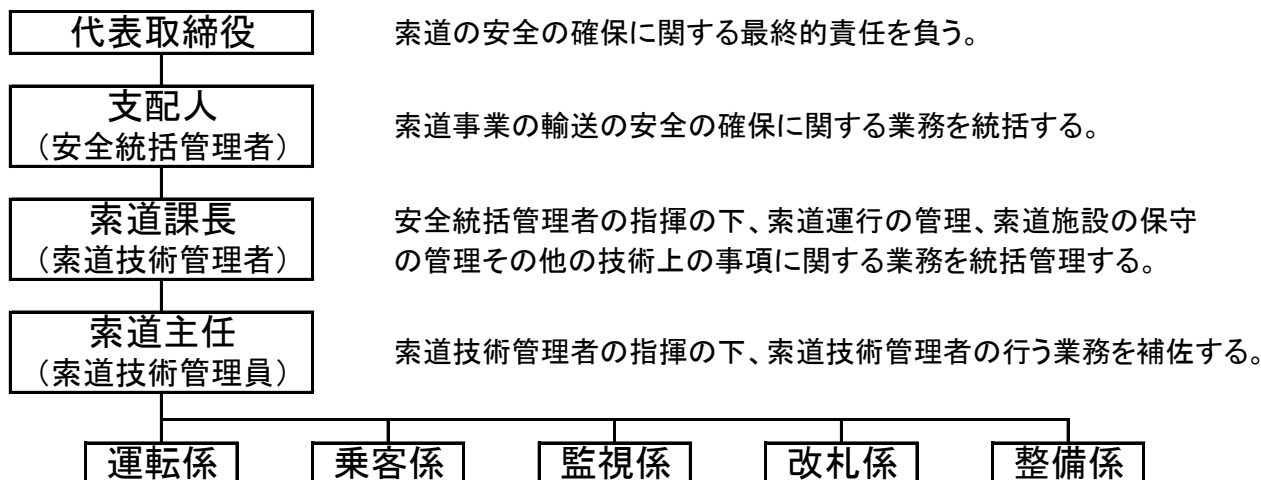 代表取締役
索道の安全の確保に関する最終的責任を負う。
支配人
（安全統括管理者）
索道事業の輸送の安全の確保に関する業務を統括する。
索道課長
（索道技術管理者）
安全統括管理者の指揮の下、索道運行の管理、索道施設の保守
の管理その他の技術上の事項に関する業務を統括管理する。
索道主任
（索道技術管理員）
索道技術管理者の指揮の下、索道技術管理者の行う業務を補佐する。
運転係
乗客係
監視係
改札係
整備係